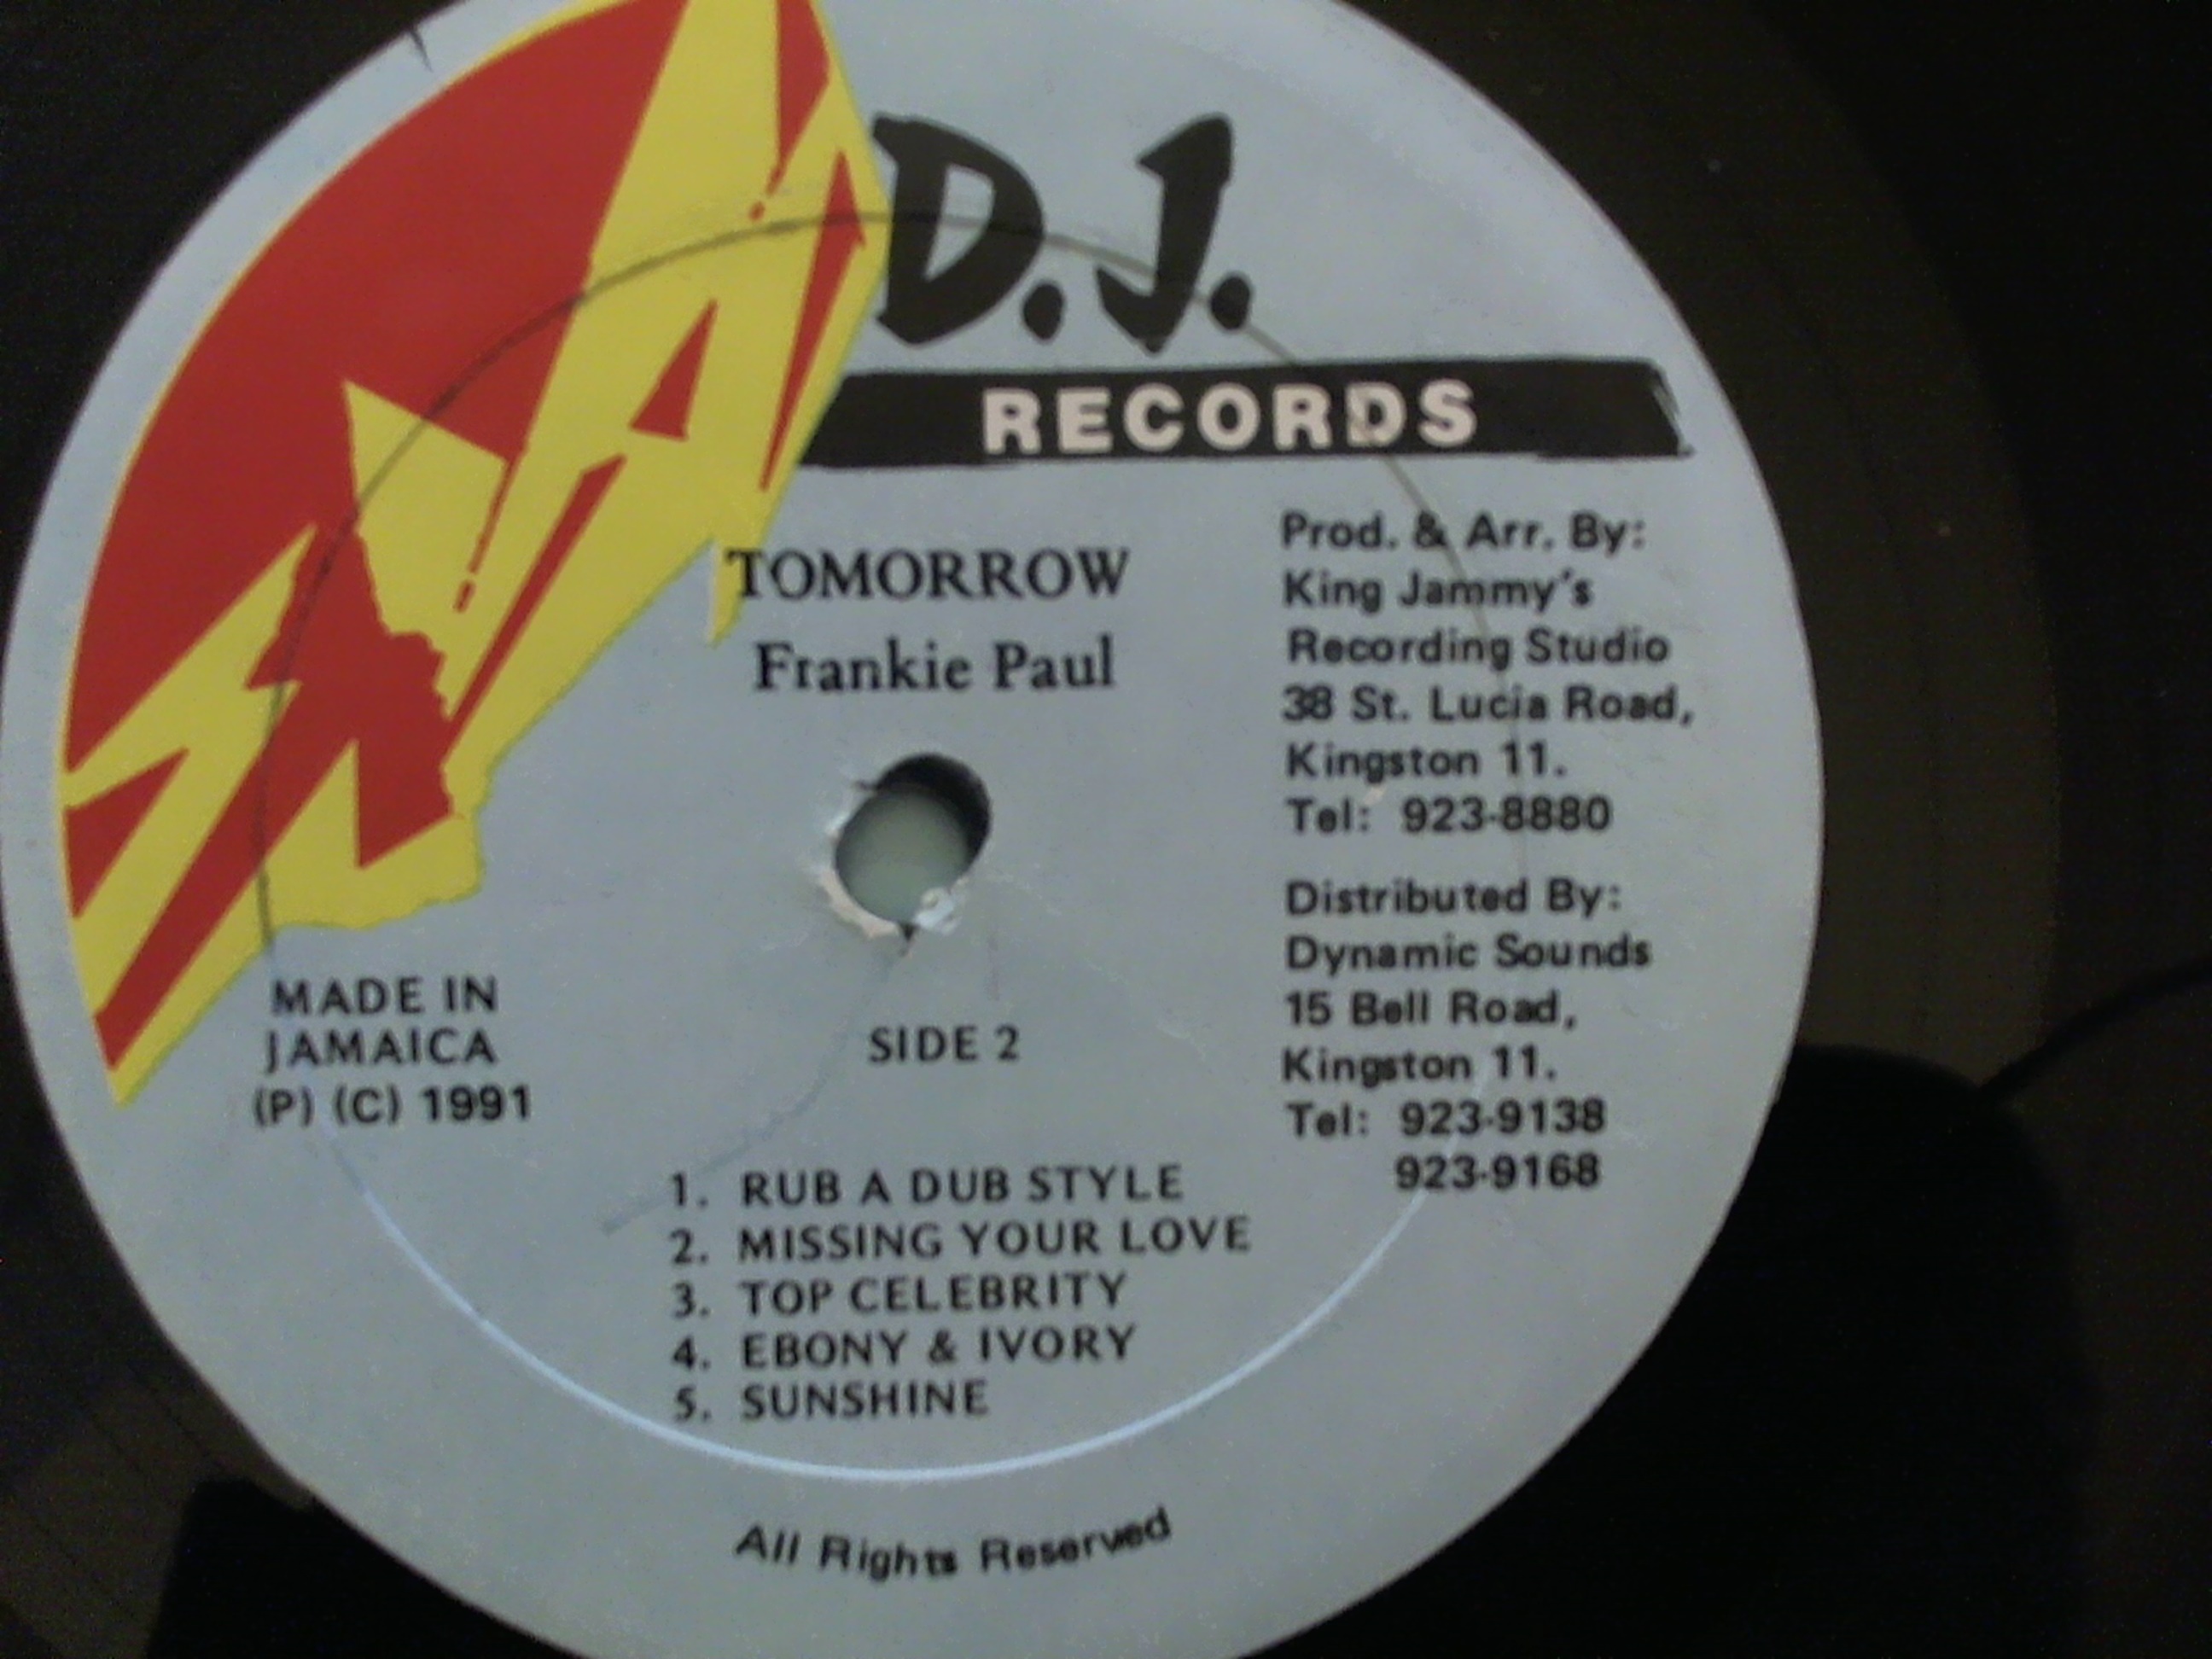 D.J.
RECORDS
TOMORROW
Frankie Paul
Prod. & Arr. By:
King Jammy's
Recording Studio
38 St. Lucia Road,
Kingston 11.
Tel: 923-8880
Distributed By:
Dynamic Sounds
15 Bell Road,
Kingston 11.
Tel: 923-9138
923-9168
MADE IN
JAMAICA
(P) (C) 1991
SIDE 2
1. RUB A DUB STYLE
2. MISSING YOUR LOVE
3. TOP CELEBRITY
4. EBONY & IVORY
5. SUNSHINE
All Rights Reserved